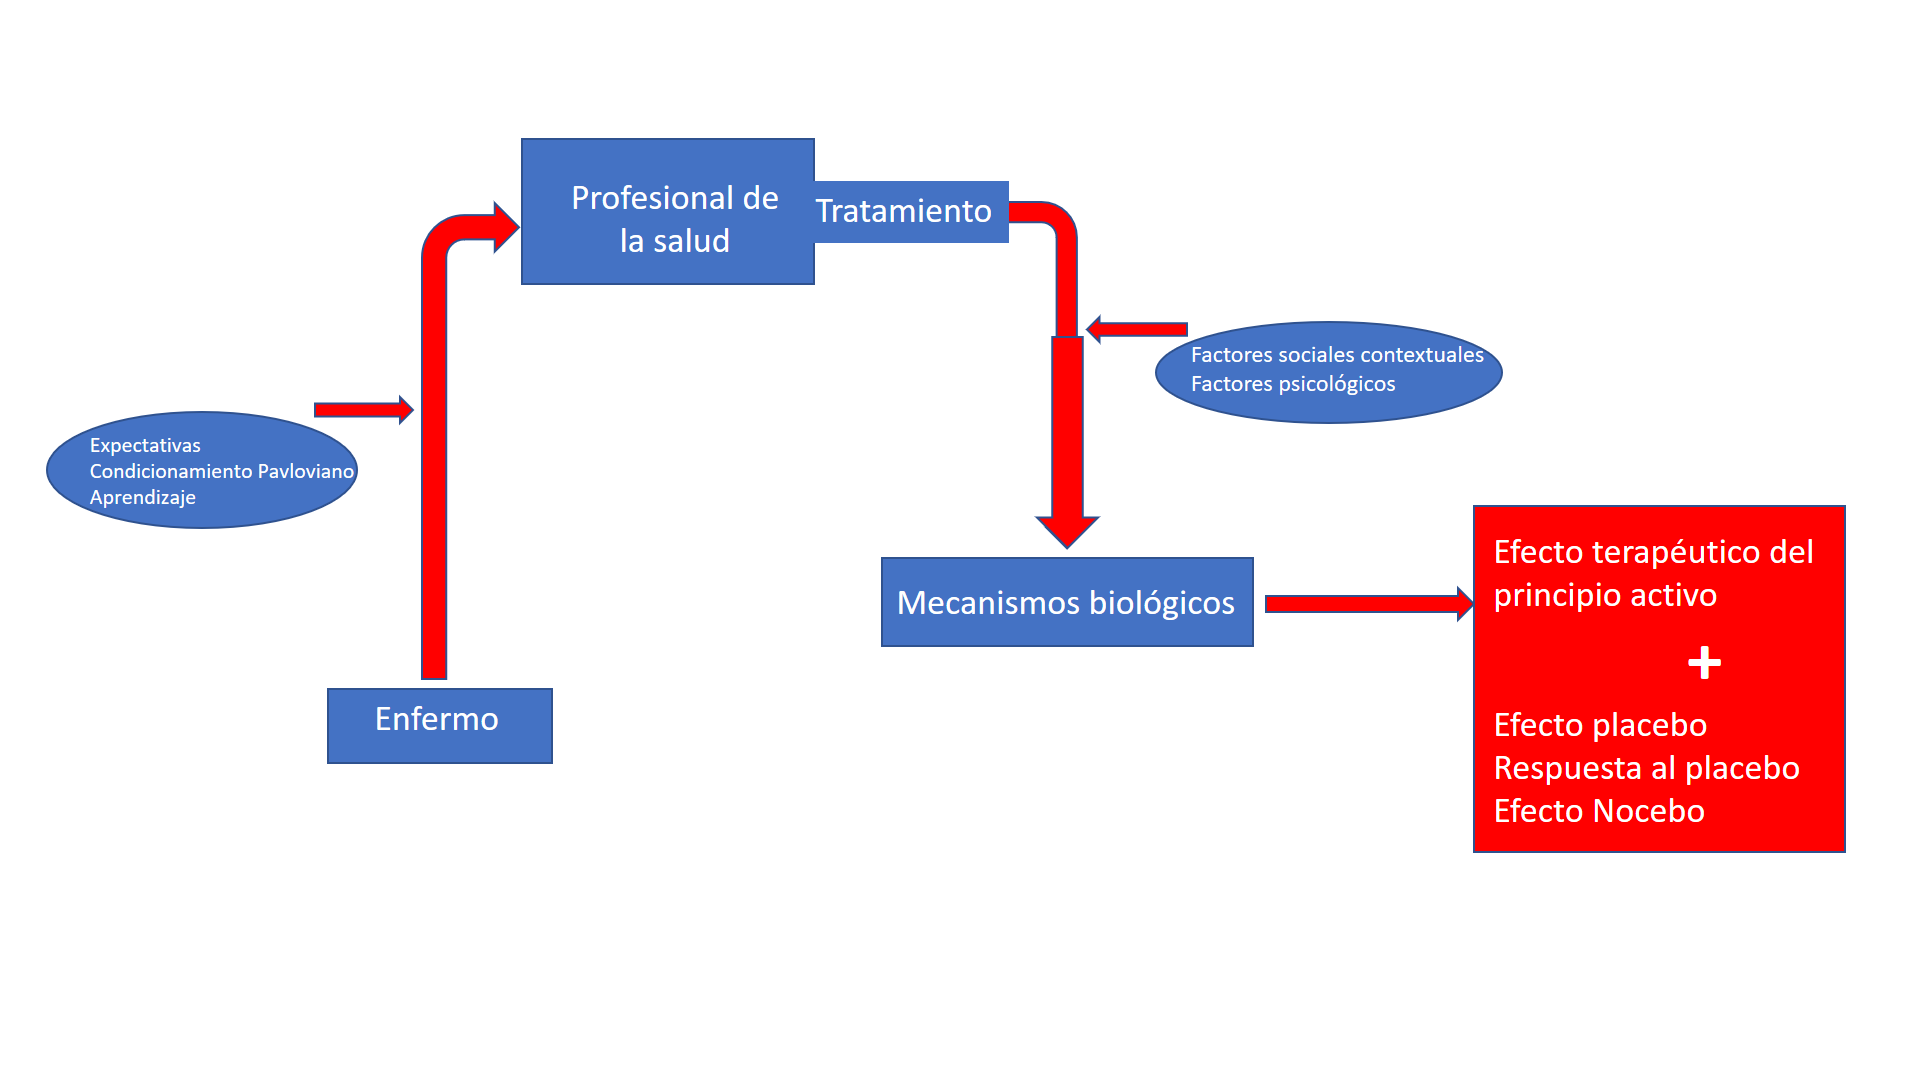 Profesional de
la salud
Tratamiento
Factores sociales contextuales
Factores psicológicos
Expectativas
Condicionamiento Pavloviano
Aprendizaje
Enfermo
Mecanismos biológicos
Efecto terapéutico del
principio activo
+
Efecto placebo
Respuesta al placebo
Efecto Nocebo